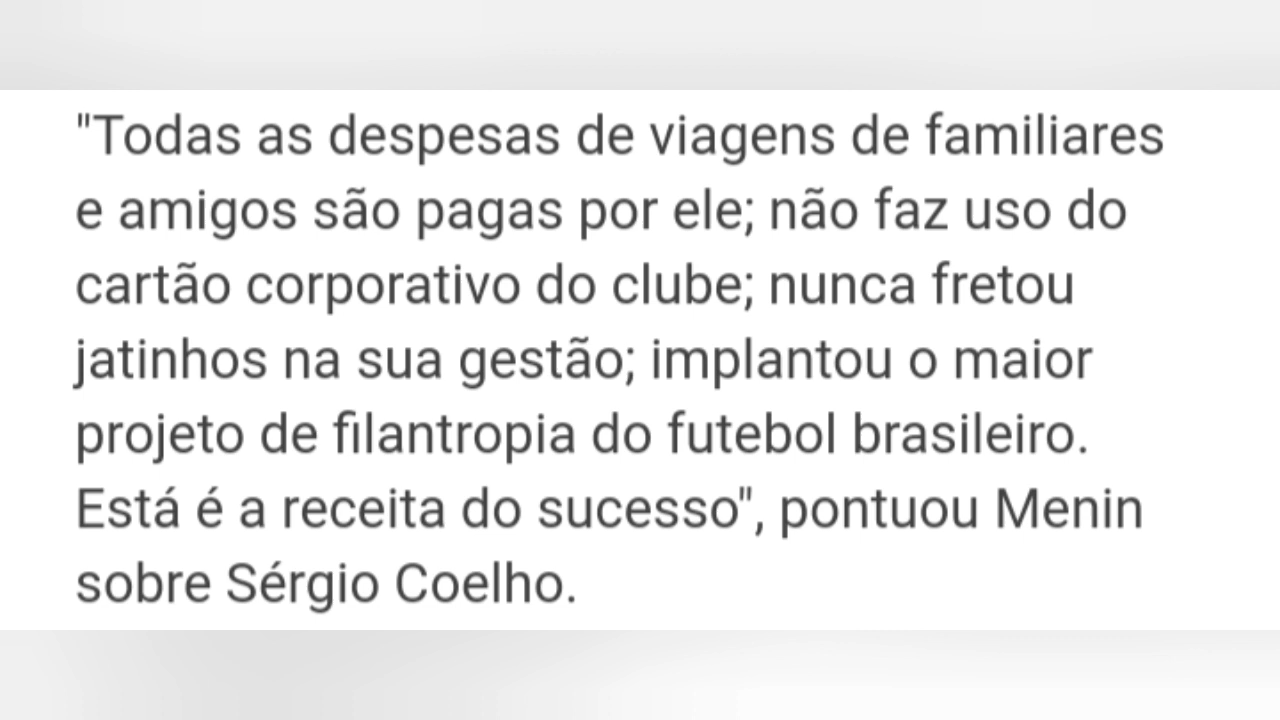 "Todas as despesas de viagens de familiares
e amigos são pagas por ele; não faz uso do
cartão corporativo do clube; nunca fretou
jatinhos na sua gestão; implantou o maior
projeto de filantropia do futebol brasileiro.
Está é a receita do sucesso", pontuou Menin
sobre Sérgio Coelho.